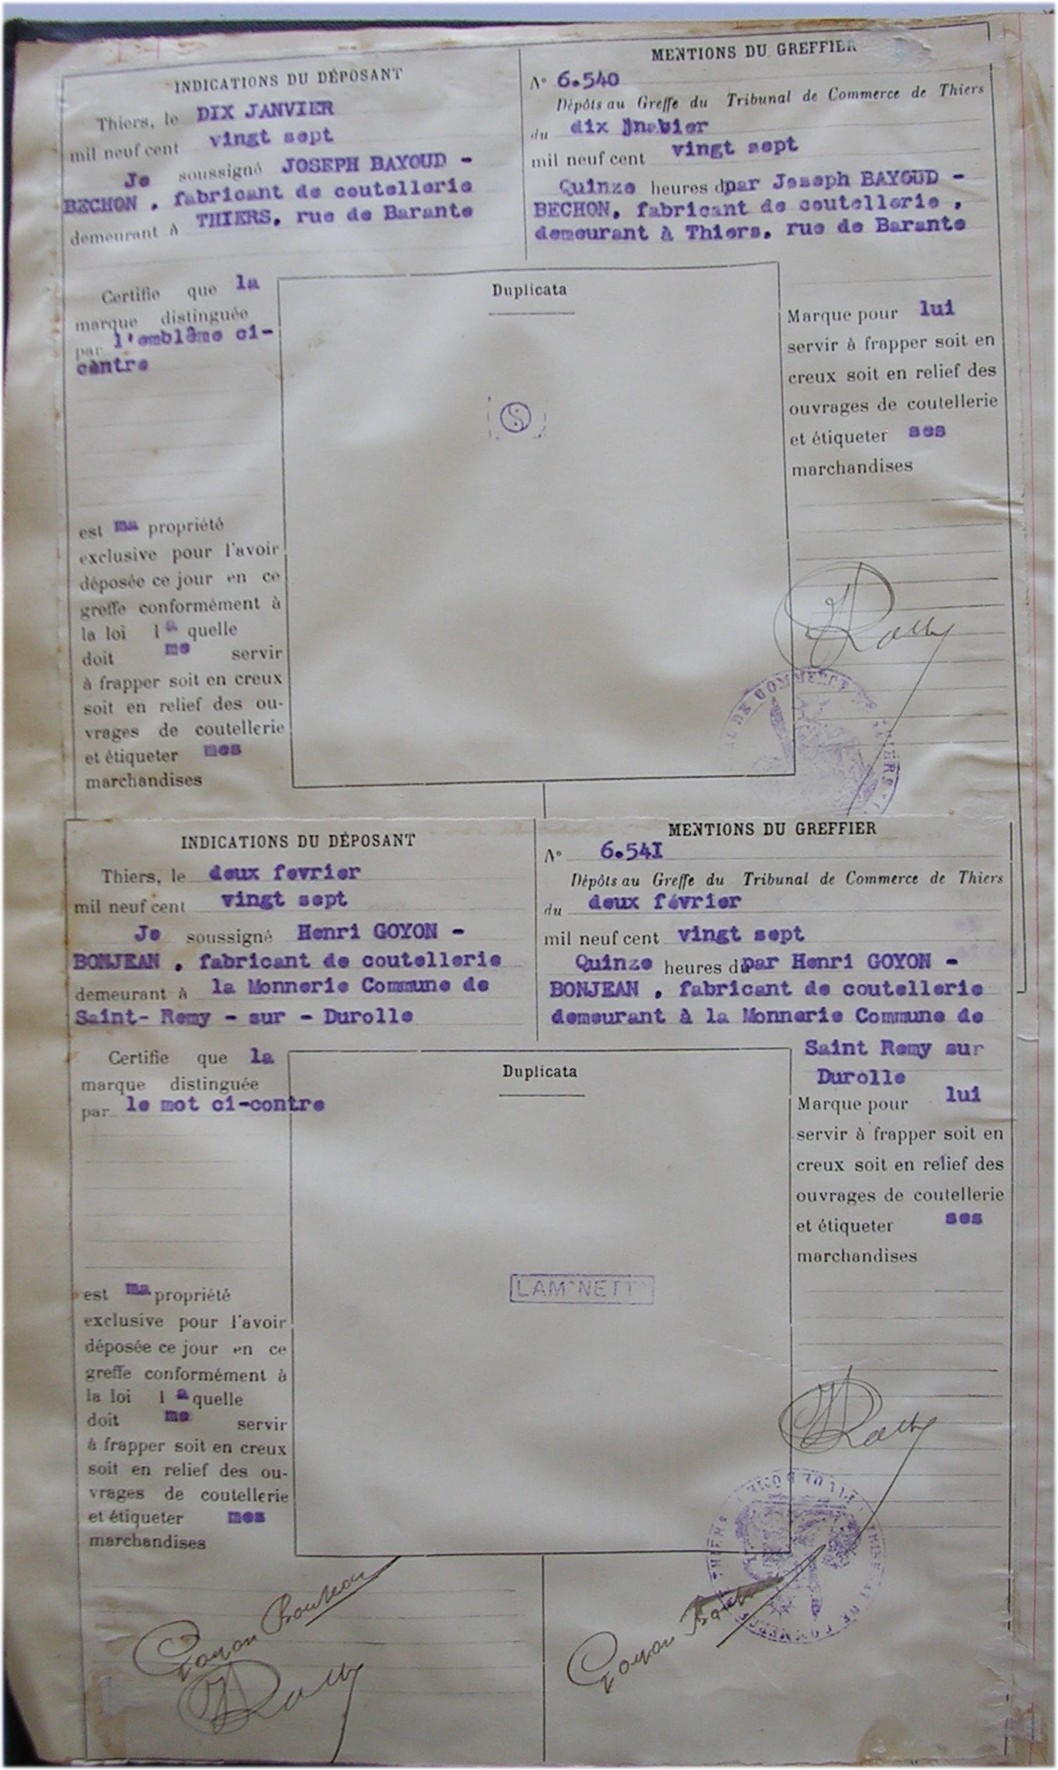 INDICATIONS DU DÉPOSANT
Thiers, le DIX JANVIER
mil neuf cent vingt sept
Je soussigné JOSEPH BAYOUD -
BECHON , fabricant de coutellerie
demeurant à THIERS, rue de Barante
MENTIONS DU GREFFIER
N° 6.540
Dépôts au Greffe du Tribunal de Commerce de Thiers
du dix
mil neuf cent vingt sept
Quinze heures d par Joseph BAYOUD -
BECHON, fabricant de coutellerie ,
demeurant à Thiers, rue de Barante
Certifie que la
marque distinguée
par l'emblême ci-
cèntre
est ma propriété
exclusive pour l'avoir
déposée ce jour en ce
greffe conformément à
la loi l a quelle
doit me servir
à frapper soit en creux
soit en relief des ou-
vrages de coutellerie
et étiqueter mes
marchandises
Duplicata
Marque pour lui
servir à frapper soit en
creux soit en relief des
ouvrages de coutellerie
et étiqueter ses
marchandises
DE COMMERCE
INDICATIONS DU DÉPOSANT
Thiers, le deux fevrier
mil neuf cent vingt sept
Je soussigné Henri GOYON -
BONJEAN , fabricant de coutellerie
demeurant à la Monnerie Commune de
Saint- Remy - sur - Durolle
MENTIONS DU GREFFIER
N° 6.54I
Dépôts au Greffe du Tribunal de Commerce de Thiers
du deux février
mil neuf cent vingt sept
Quinze heures d par Henri GOYON -
BONJEAN , fabricant de coutellerie
demeurant à la Monnerie Commune de
Saint Remy sur
Durolle
Certifie que la
marque distinguée
par le mot ci-contre
est ma propriété
exclusive pour l'avoir
déposée ce jour en ce
greffe conformément à
la loi l a quelle
doit me servir
à frapper soit en creux
soit en relief des ou-
vrages de coutellerie
et étiqueter mes
marchandises
Duplicata
LAM'NETT'
Marque pour lui
servir à frapper soit en
creux soit en relief des
ouvrages de coutellerie
et étiqueter ses
marchandises
Goyon Bonjean
Goyon